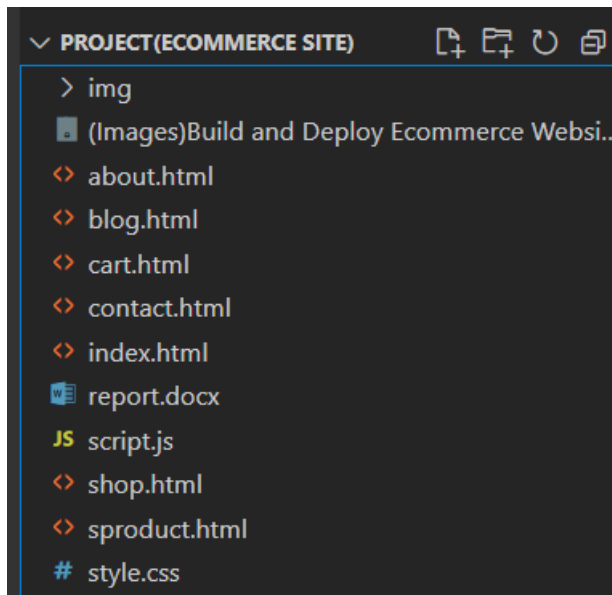 PROJECT(ECOMMERCE SITE)
img
(Images)Build and Deploy Ecommerce Websi...
about.html
blog.html
cart.html
contact.html
index.html
report.docx
JS script.js
shop.html
sproduct.html
# style.css